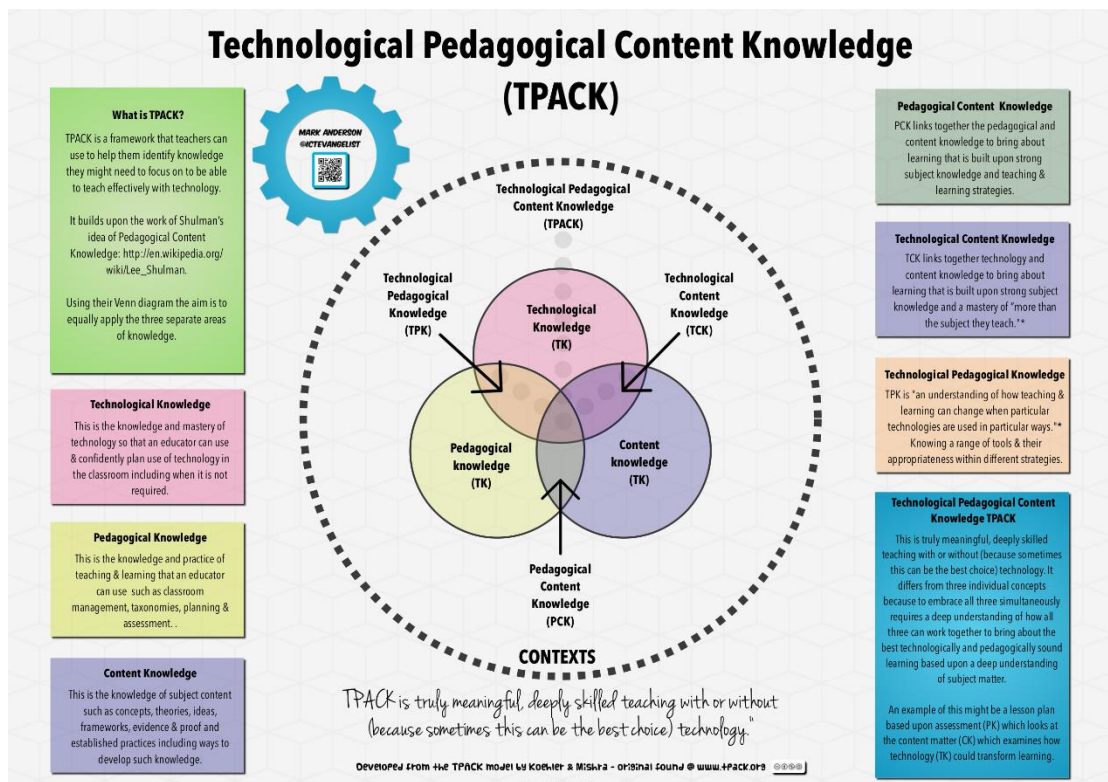 Technological Pedagogical Content Knowledge
(TPACK)
What is TPACK?
TPACK is a framework that teachers can
use to help them identify knowledge
they might need to focus on to be able
to teach effectively with technology.
It builds upon the work of Shulman's
idea of Pedagogical Content
Knowledge: http://en.wikipedia.org/
wiki/Lee_Shulman.
Using their Venn diagram the aim is to
equally apply the three separate areas
of knowledge.
Technological Knowledge
This is the knowledge and mastery of
technology so that an educator can use
& confidently plan use of technology in
the classroom including when it is not
required.
Pedagogical Knowledge
This is the knowledge and practice of
teaching & learning that an educator
can use such as classroom
management, taxonomies, planning &
assessment. .
Content Knowledge
This is the knowledge of subject content
such as concepts, theories, ideas,
frameworks, evidence & proof and
established practices including ways to
develop such knowledge.
MARK ANDERSON
@ICTEVANGELIST
Technological Pedagogical
Content Knowledge
(TPACK)
Technological
Pedagogical
Knowledge
(TPK)
Technological
Content
Knowledge
(TCK)
Technological
Knowledge
(TK)
Pedagogical
knowledge
(TK)
Content
knowledge
(TK)
Pedagogical
Content
Knowledge
(PCK)
CONTEXTS
TPACK is truly meaningful, deeply skilled teaching with or without
(because sometimes this can be the best choice) technology."
Developed from the TPACK model by Koehler & Mishra - original found @ www.tpack.org
Pedagogical Content Knowledge
PCK links together the pedagogical and
content knowledge to bring about
learning that is built upon strong
subject knowledge and teaching &
learning strategies.
Technological Content Knowledge
TCK links together technology and
content knowledge to bring about
learning that is built upon strong subject
knowledge and a mastery of "more than
the subject they teach."*
Technological Pedagogical Knowledge
TPK is "an understanding of how teaching &
learning can change when particular
technologies are used in particular ways."*
Knowing a range of tools & their
appropriateness within different strategies.
Technological Pedagogical Content
Knowledge TPACK
This is truly meaningful, deeply skilled
teaching with or without (because sometimes
this can be the best choice) technology. It
differs from three individual concepts
because to embrace all three simultaneously
requires a deep understanding of how all
three can work together to bring about the
best technologically and pedagogically sound
learning based upon a deep understanding
of subject matter.
An example of this might be a lesson plan
based upon assessment (PK) which looks at
the content matter (CK) which examines how
technology (TK) could transform learning.